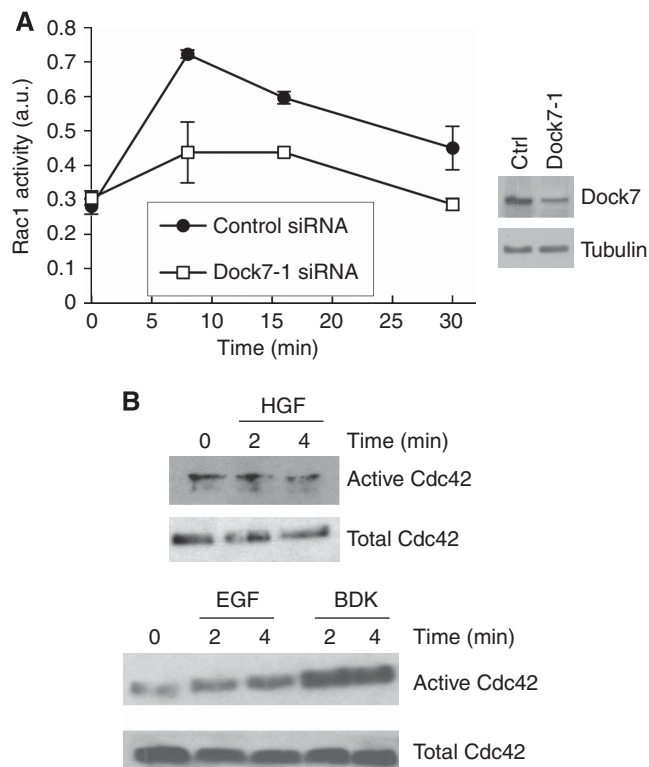 A
0.8
0.7
0.6
0.5
0.4
0.3
0.2
0.1
0
Rac1 activity (a.u.)
Control siRNA
Dock7-1 siRNA
0 5 10 15 20 25 30
Time (min)
Ctrl
Dock7-1
Dock7
Tubulin
B
HGF
0 2 4 Time (min)
Active Cdc42
Total Cdc42
EGF BDK
0 2 4 2 4 Time (min)
Active Cdc42
Total Cdc42